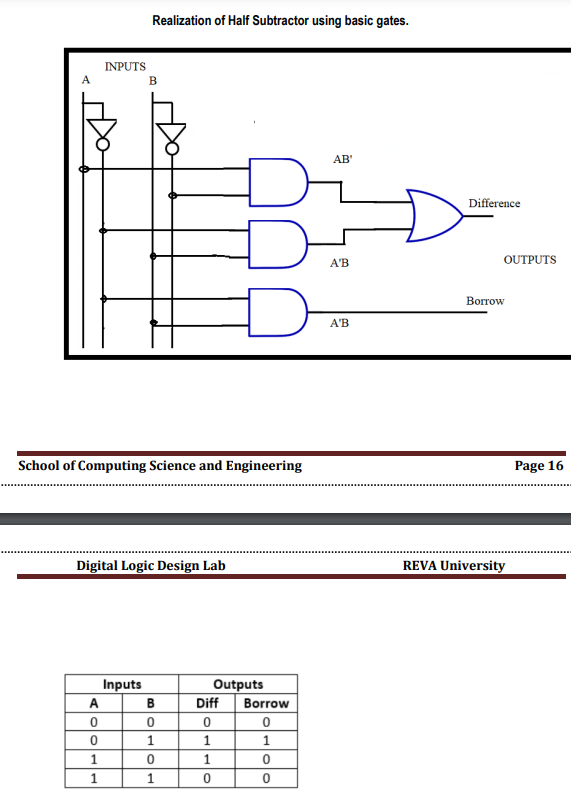 Realization of Half Subtractor using basic gates.
INPUTS
A B
AB'
Difference
A'B
OUTPUTS
Borrow
A'B
School of Computing Science and Engineering Page 16
Digital Logic Design Lab REVA University
Inputs Outputs
A B Diff Borrow
0 0 0 0
0 1 1 1
1 0 1 0
1 1 0 0